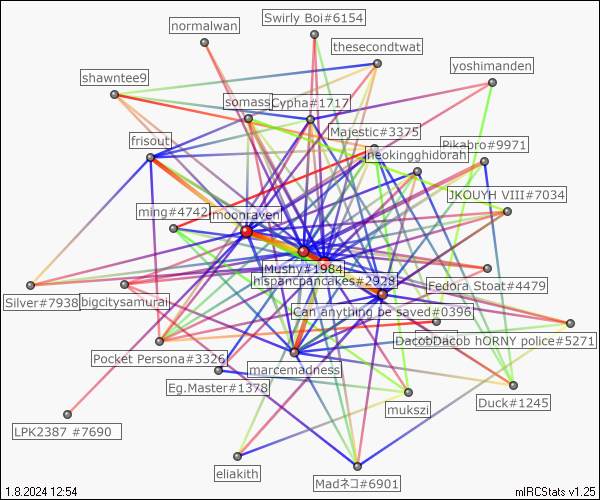 Swirly Boi#6154
normalwan
thesecondtwat
yoshimanden
shawntee9
somass
Cypha#1717
Majestic#3375
frisout
Pikapro#9971
neokingghidorah
JKOUYH VIII#7034
ming#4742
moonraven
Mushy#1984
hispancpancakes#2928
Fedora Stoat#4479
Silver#7938
bigcitysamurai
Can anything be saved#0396
Dacob
Dacob hORNY police#5271
Pocket Persona#3326
marcemadness
Eg.Master#1378
mukszi
Duck#1245
LPK2387 #7690
eliakith
Madネコ#6901
1.8.2024 12:54
mIRCStats v1.25